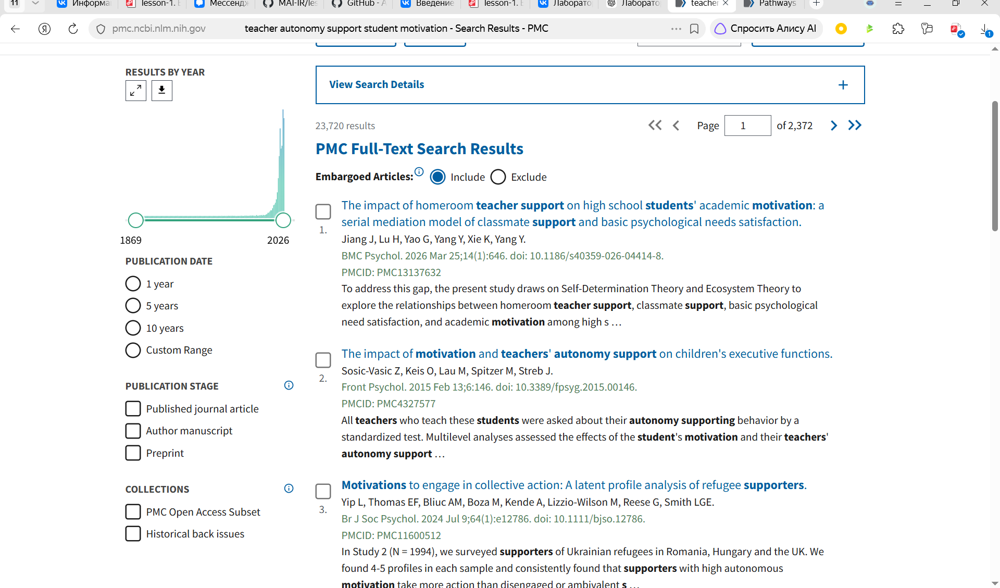 11
Информа
lesson-1.
Мессендж
MAI-IR/les
GitHub - A
Введение
lesson-1.
Лаборато
Лаборато
teacher
Pathways
pmc.ncbi.nlm.nih.gov
teacher autonomy support student motivation - Search Results - PMC
Спросить Алису AI
1
RESULTS BY YEAR
1869
2026
PUBLICATION DATE
1 year
5 years
10 years
Custom Range
PUBLICATION STAGE
Published journal article
Author manuscript
Preprint
COLLECTIONS
PMC Open Access Subset
Historical back issues
View Search Details
23,720 results
Page 1 of 2,372
PMC Full-Text Search Results
Embargoed Articles: Include Exclude
The impact of homeroom teacher support on high school students' academic motivation: a
serial mediation model of classmate support and basic psychological needs satisfaction.
1.
Jiang J, Lu H, Yao G, Yang Y, Xie K, Yang Y.
BMC Psychol. 2026 Mar 25;14(1):646. doi: 10.1186/s40359-026-04414-8.
PMCID: PMC13137632
To address this gap, the present study draws on Self-Determination Theory and Ecosystem Theory to
explore the relationships between homeroom teacher support, classmate support, basic psychological
need satisfaction, and academic motivation among high s …
The impact of motivation and teachers' autonomy support on children's executive functions.
2.
Sosic-Vasic Z, Keis O, Lau M, Spitzer M, Streb J.
Front Psychol. 2015 Feb 13;6:146. doi: 10.3389/fpsyg.2015.00146.
PMCID: PMC4327577
All teachers who teach these students were asked about their autonomy supporting behavior by a
standardized test. Multilevel analyses assessed the effects of the student's motivation and their teachers'
autonomy support …
Motivations to engage in collective action: A latent profile analysis of refugee supporters.
3.
Yip L, Thomas EF, Bliuc AM, Boza M, Kende A, Lizzio-Wilson M, Reese G, Smith LGE.
Br J Soc Psychol. 2024 Jul 9;64(1):e12786. doi: 10.1111/bjso.12786.
PMCID: PMC11600512
In Study 2 (N = 1994), we surveyed supporters of Ukrainian refugees in Romania, Hungary and the UK. We
found 4-5 profiles in each sample and consistently found that supporters with high autonomous
motivation take more action than disengaged or ambivalent s …